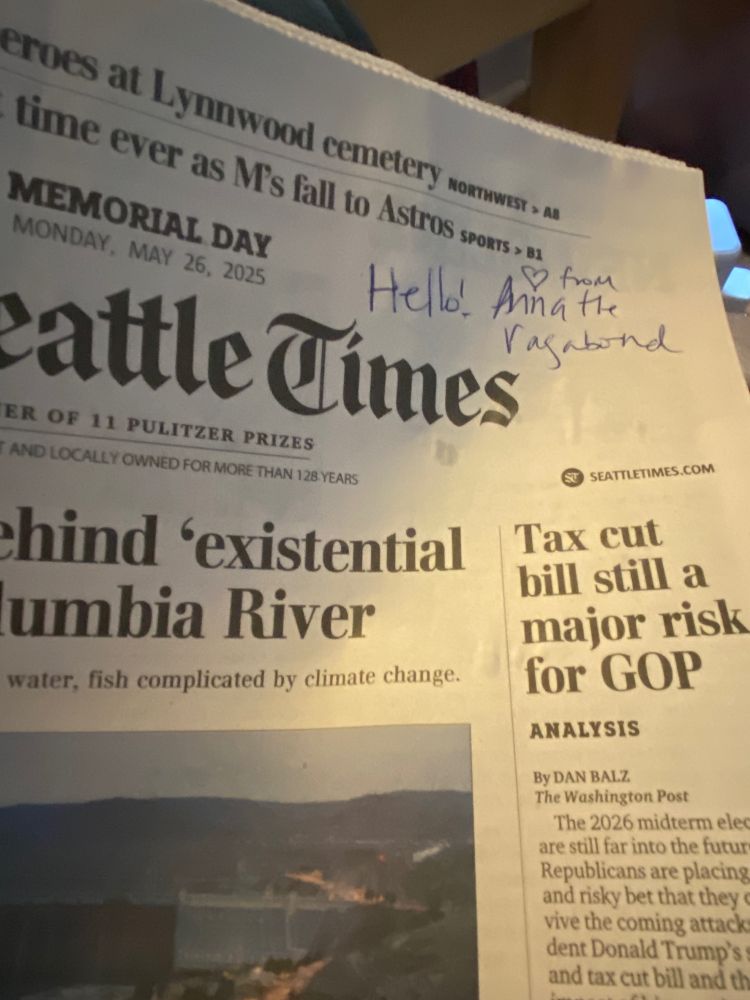 eroes at Lynnwood cemetery NORTHWEST > A8
time ever as M's fall to Astros SPORTS > B1
MEMORIAL DAY
MONDAY, MAY 26, 2025
Hello! Anna the
♡ from
Vagabond
eattle Times
ER OF 11 PULITZER PRIZES
T AND LOCALLY OWNED FOR MORE THAN 128 YEARS
ST SEATTLETIMES.COM
ehind ‘existential
lumbia River
water, fish complicated by climate change.
Tax cut
bill still a
major risk
for GOP
ANALYSIS
By DAN BALZ
The Washington Post
The 2026 midterm elec
are still far into the futur
Republicans are placing
and risky bet that they c
vive the coming attack
dent Donald Trump's
and tax cut bill and th